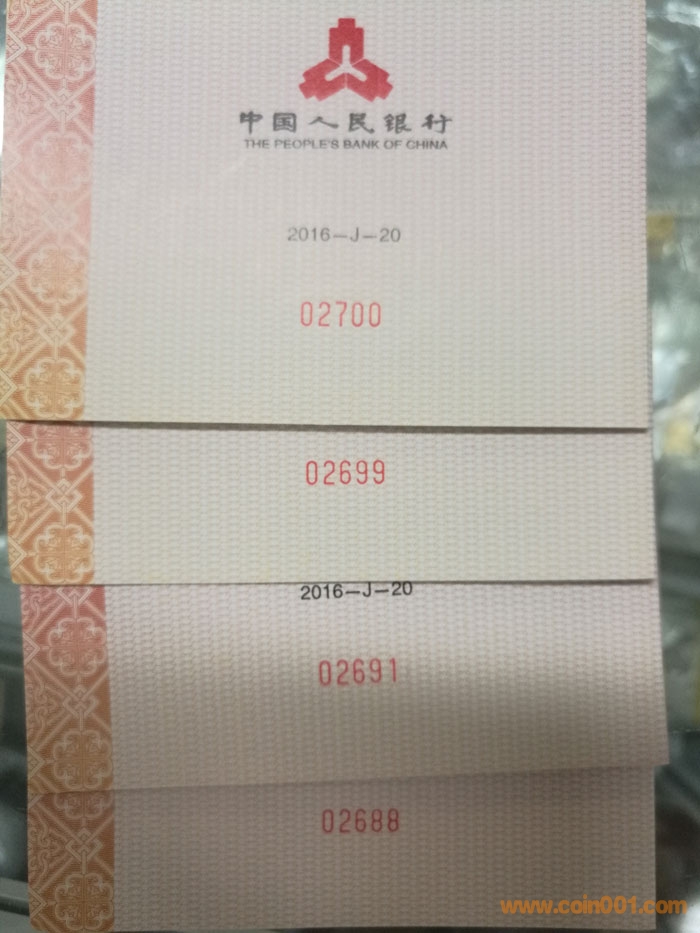 中国人民银行
THE PEOPLE'S BANK OF CHINA
2016-J-20
02700
02699
2016-J-20
02691
02688
www.coin001.com